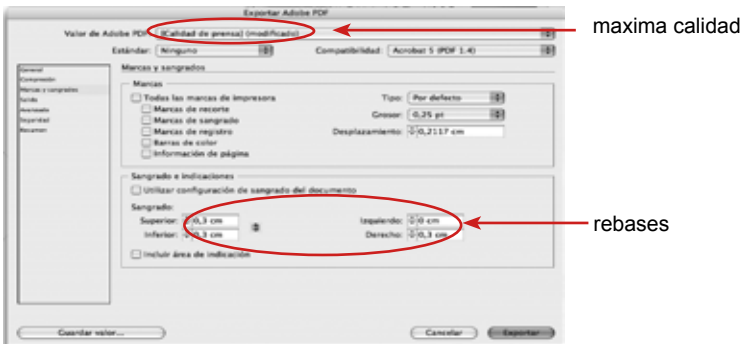 Exportar Adobe PDF
maxima calidad
Valor de Adobe PDF: [Calidad de prensa] (modificado)
Estándar: Ninguno Compatibilidad: Acrobat 5 (PDF 1.4)
General
Compresión
Marcas y sangrados
Salida
Avanzado
Seguridad
Resumen
Marcas y sangrados
Marcas
Todas las marcas de impresora Tipo: Por defecto
Marcas de recorte Grosor: 0,25 pt
Marcas de sangrado
Marcas de registro Desplazamiento: 0,2117 cm
Barras de color
Información de página
Sangrado e indicaciones
Utilizar configuración de sangrado del documento
Sangrado:
Superior: 0,3 cm Izquierdo: 0 cm
Inferior: 0,3 cm Derecho: 0,3 cm
rebases
Incluir área de indicación
Guardar valor... Cancelar Exportar